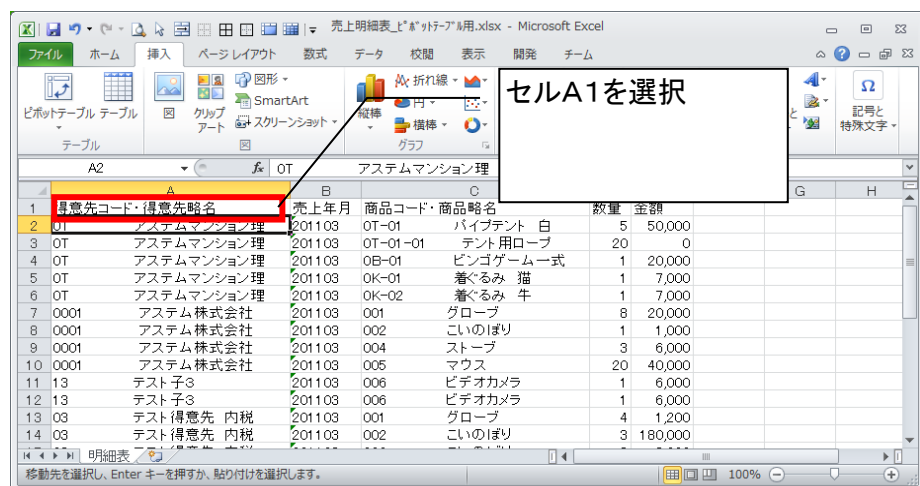 売上明細表_ﾋﾟﾎﾞｯﾄﾃｰﾌﾞﾙ用.xlsx - Microsoft Excel
ファイル ホーム 挿入 ページ レイアウト 数式 データ 校閲 表示 開発 チーム
ピボットテーブル テーブル 図 クリップ アート 図形 SmartArt スクリーンショット 縦棒 折れ線 円 横棒 記号と 特殊文字
テーブル 図 グラフ
セルA1を選択
A2 fx 0T アステムマンション理
A B C G H
1 得意先コード・得意先略名 売上年月 商品コード・商品略名 数量 金額
2 0T アステムマンション理 201103 0T-01 パイプテント 白 5 50,000
3 0T アステムマンション理 201103 0T-01-01 テント用ロープ 20 0
4 0T アステムマンション理 201103 0B-01 ビンゴゲーム一式 1 20,000
5 0T アステムマンション理 201103 0K-01 着ぐるみ 猫 1 7,000
6 0T アステムマンション理 201103 0K-02 着ぐるみ 牛 1 7,000
7 0001 アステム株式会社 201103 001 グローブ 8 20,000
8 0001 アステム株式会社 201103 002 こいのぼり 1 1,000
9 0001 アステム株式会社 201103 004 ストーブ 3 6,000
10 0001 アステム株式会社 201103 005 マウス 20 40,000
11 13 テスト子3 201103 006 ビデオカメラ 1 6,000
12 13 テスト子3 201103 006 ビデオカメラ 1 6,000
13 03 テスト得意先 内税 201103 001 グローブ 4 1,200
14 03 テスト得意先 内税 201103 002 こいのぼり 3 180,000
明細表
移動先を選択し、Enter キーを押すか、貼り付けを選択します。 100%